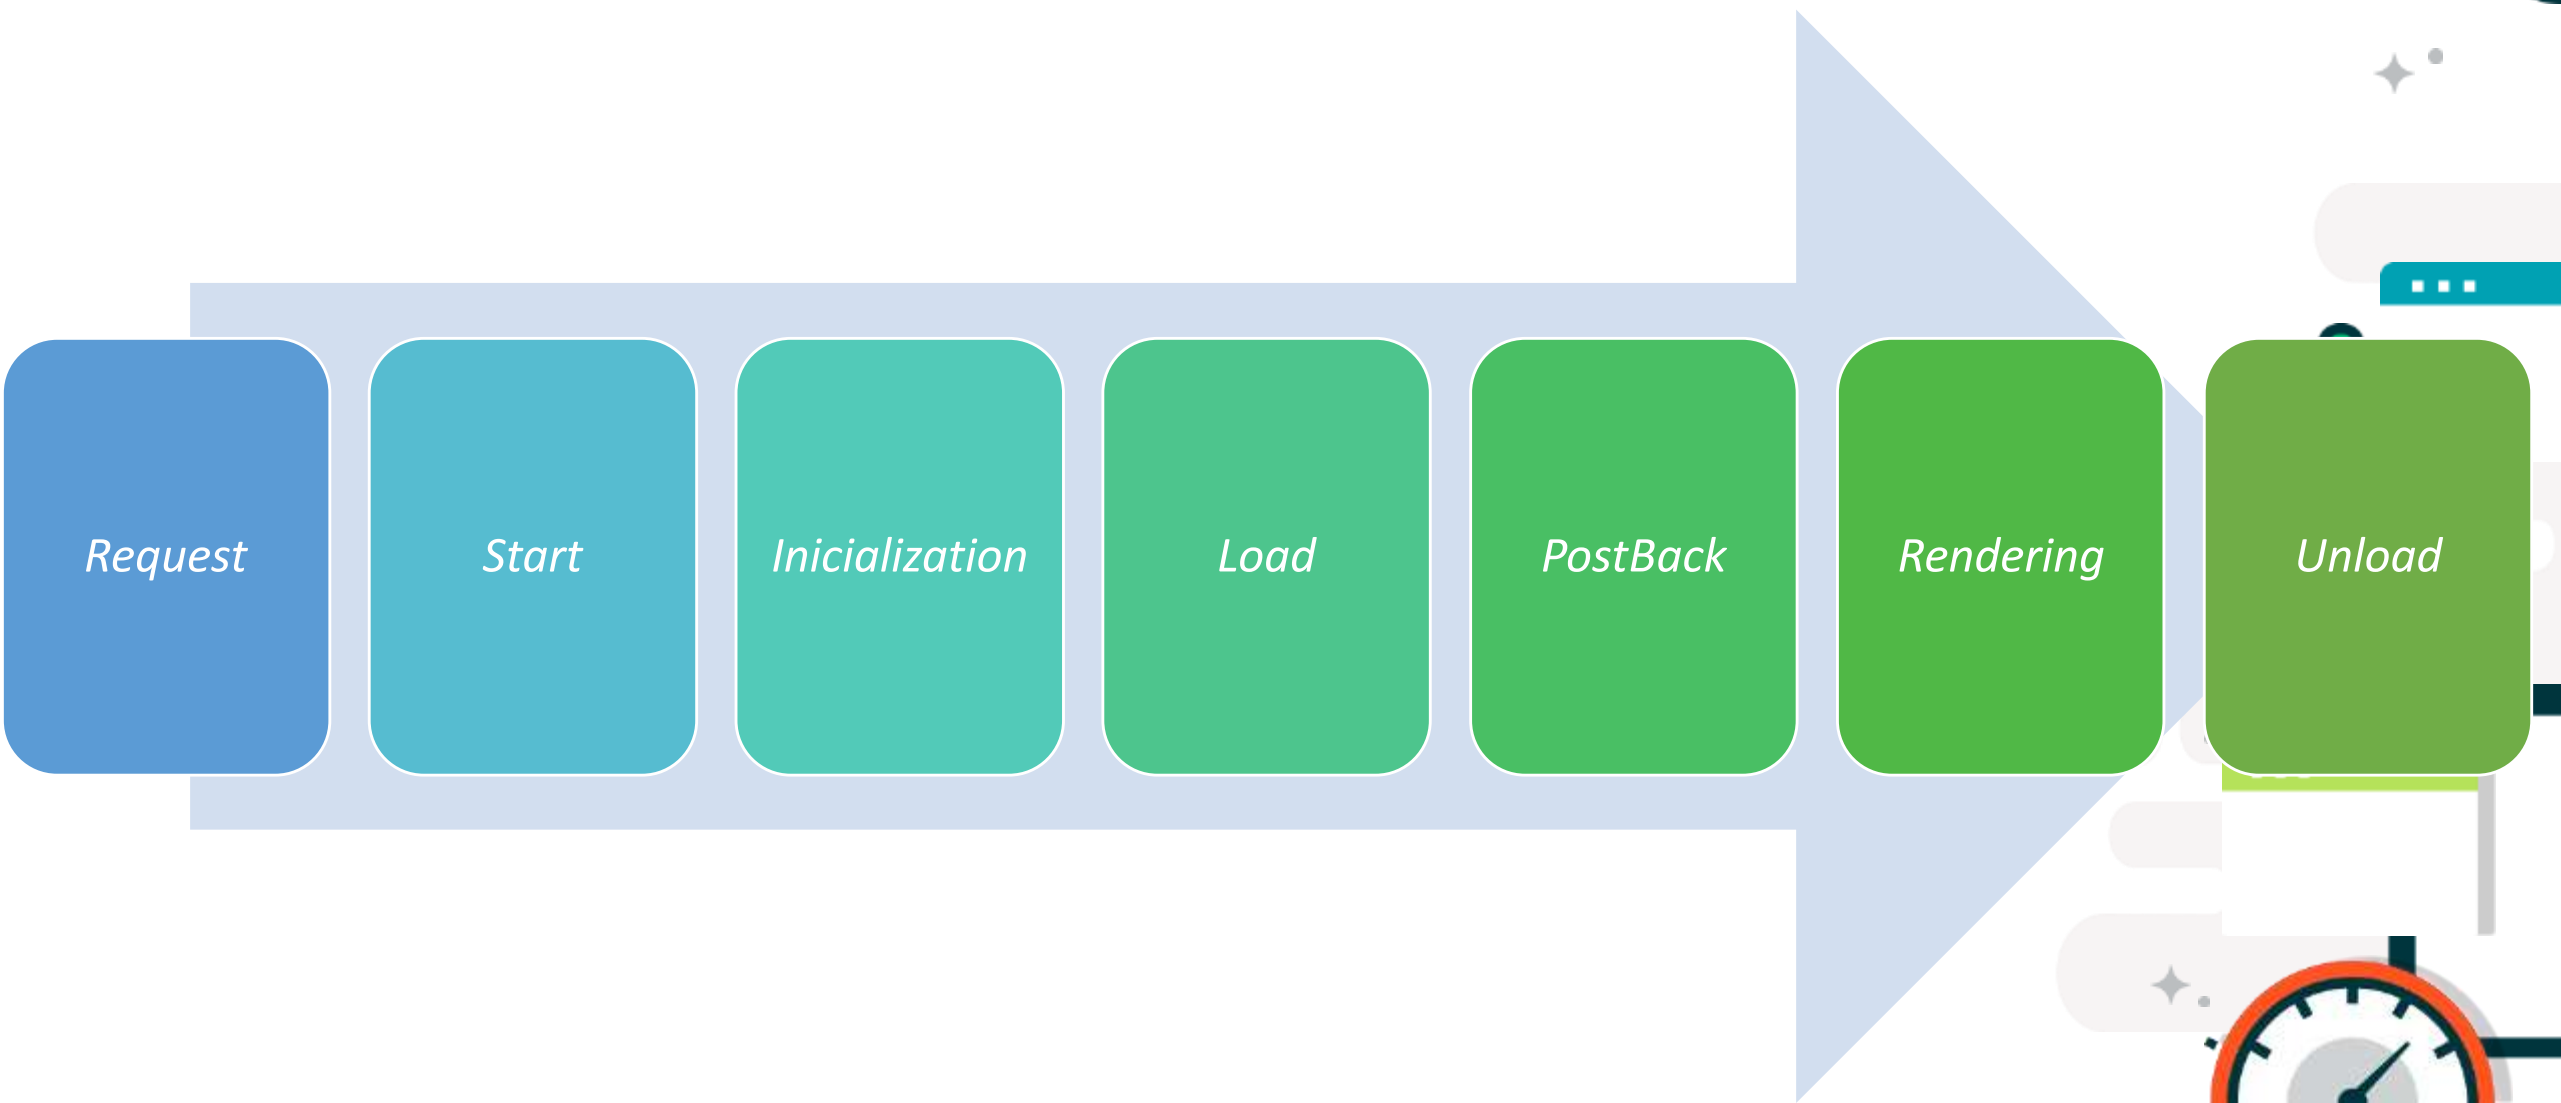 Request
Start
Inicialization
Load
PostBack
Rendering
Unload